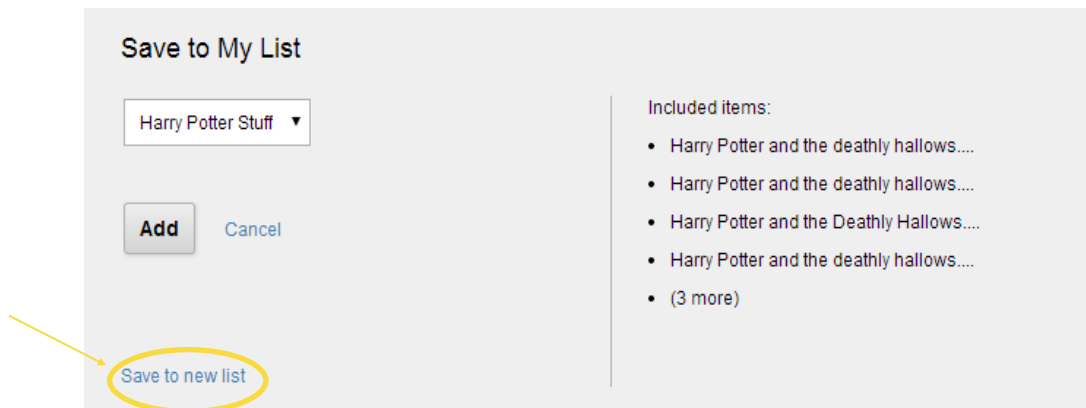 Save to My List
Harry Potter Stuff
Add
Cancel
Save to new list
Included items:
• Harry Potter and the deathly hallows....
• Harry Potter and the deathly hallows....
• Harry Potter and the Deathly Hallows....
• Harry Potter and the deathly hallows....
• (3 more)